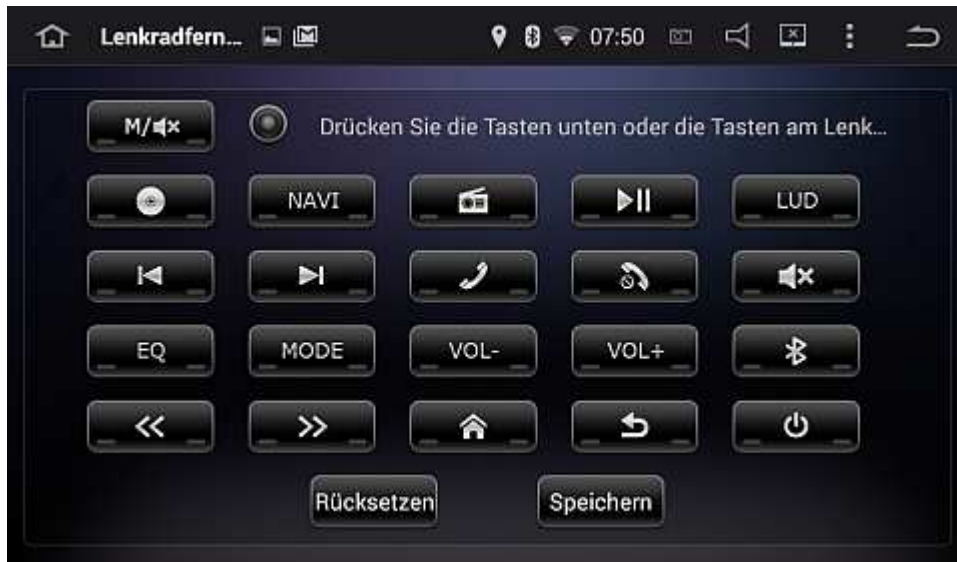 Lenkradfern... 07:50
M/ Drücken Sie die Tasten unten oder die Tasten am Lenk...
NAVI LUD
EQ MODE VOL- VOL+
Rücksetzen Speichern